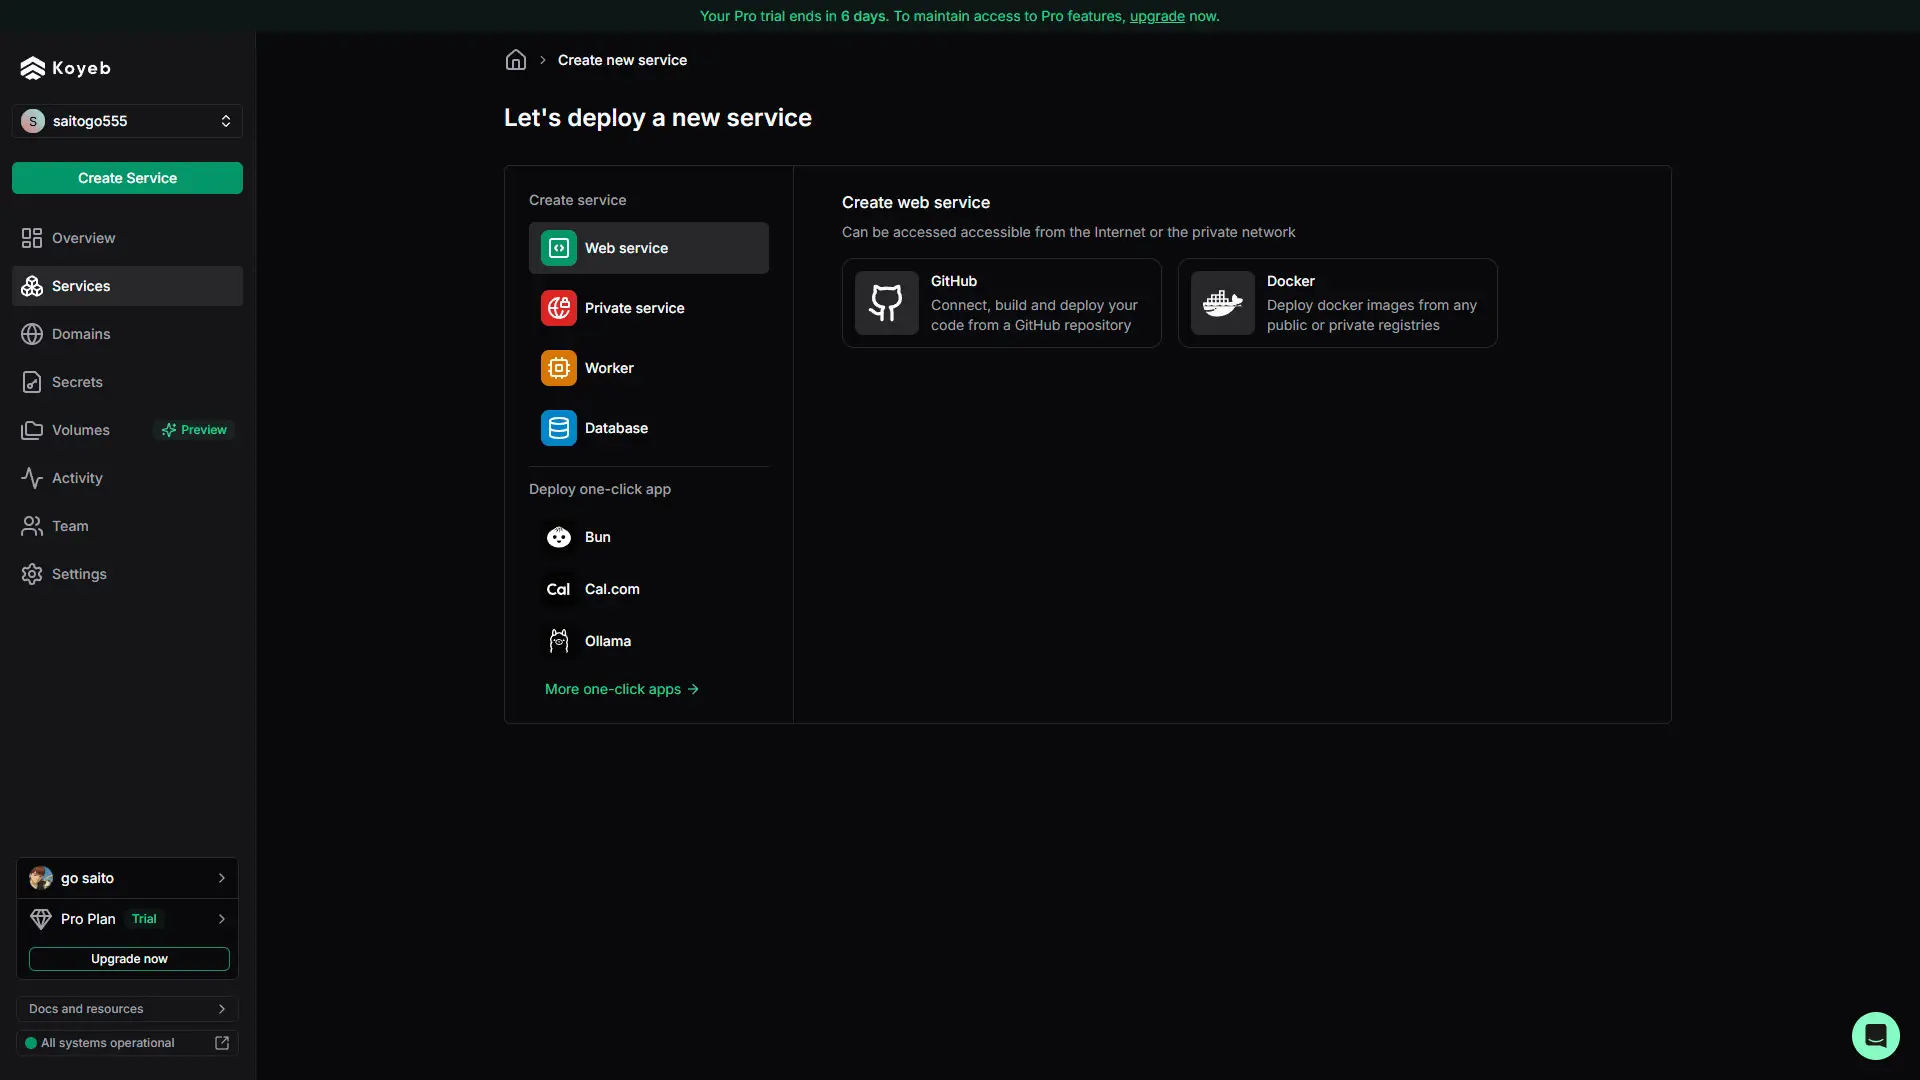 Your Pro trial ends in 6 days. To maintain access to Pro features, upgrade now.
Koyeb
S saitogo555
Create Service
Overview
Services
Domains
Secrets
Volumes Preview
Activity
Team
Settings
go saito
Pro Plan Trial
Upgrade now
Docs and resources
All systems operational
Create new service
Let's deploy a new service
Create service
Web service
Private service
Worker
Database
Deploy one-click app
Bun
Cal Cal.com
Ollama
More one-click apps →
Create web service
Can be accessed accessible from the Internet or the private network
GitHub
Connect, build and deploy your
code from a GitHub repository
Docker
Deploy docker images from any
public or private registries